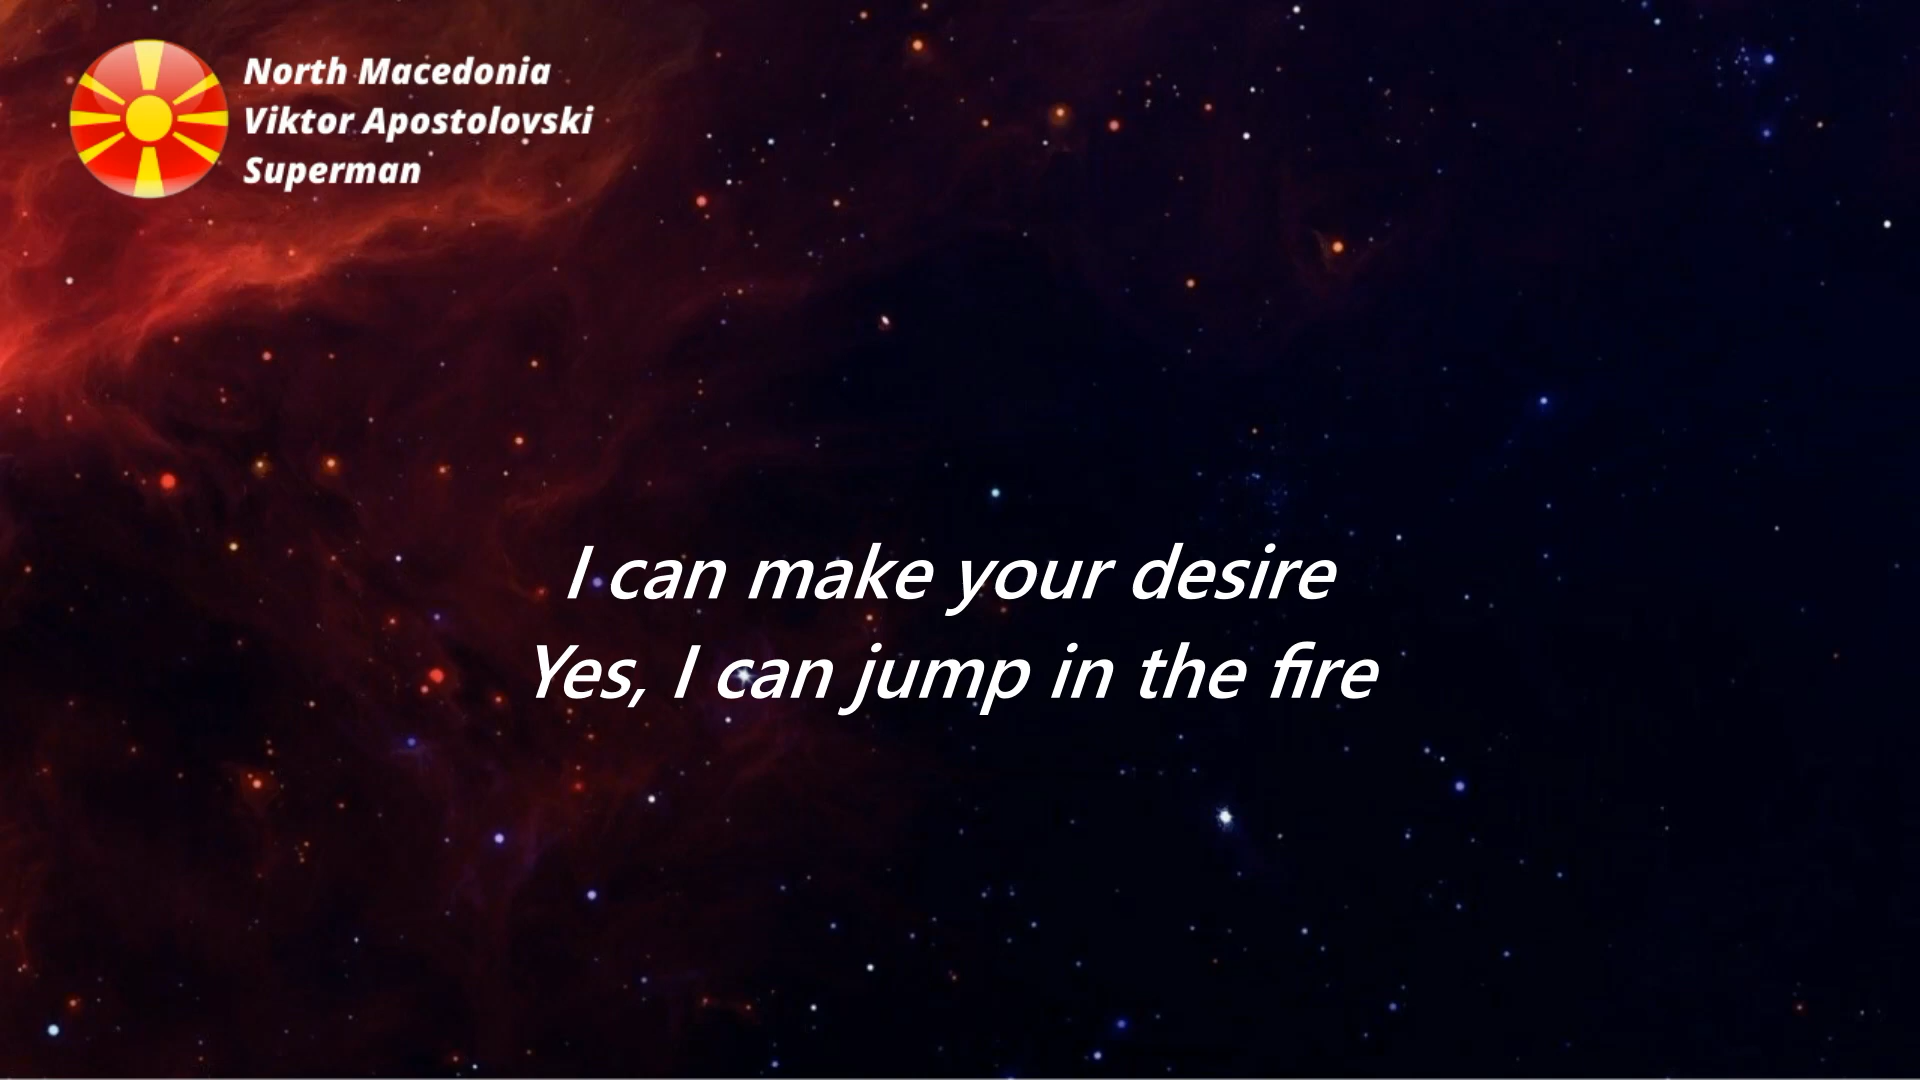 North Macedonia
Viktor Apostolovski
Superman
I can make your desire
Yes, I can jump in the fire